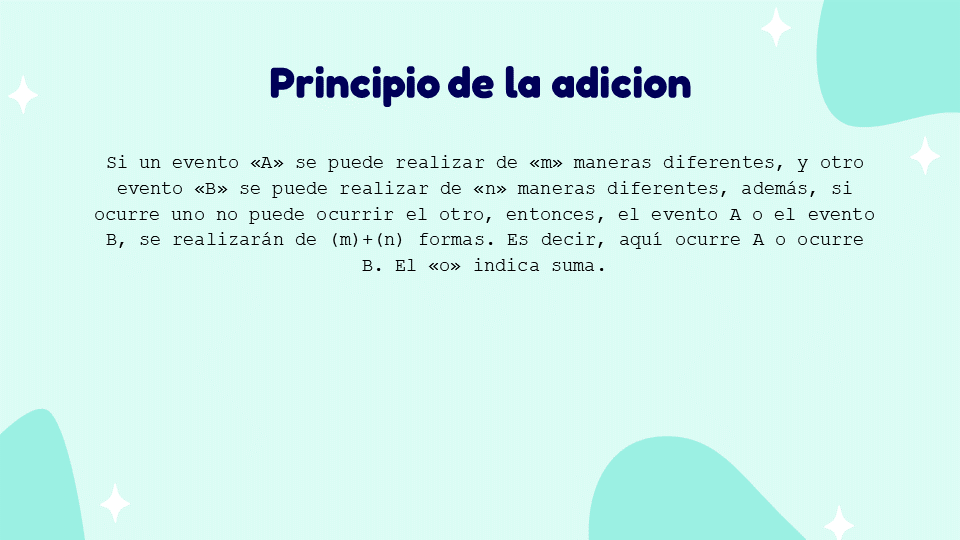 Principio de la adicion
Si un evento «A» se puede realizar de «m» maneras diferentes, y otro
evento «B» se puede realizar de «n» maneras diferentes, además, si
ocurre uno no puede ocurrir el otro, entonces, el evento A o el evento
B, se realizarán de (m)+(n) formas. Es decir, aquí ocurre A o ocurre
B. El «o» indica suma.